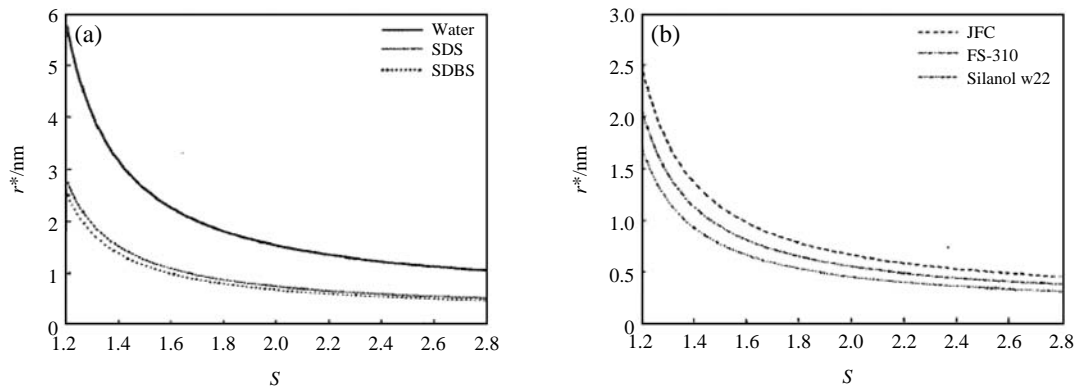 (a)
Water
SDS
SDBS
6
5
4
3
2
1
0
r*/nm
1.2 1.4 1.6 1.8 2.0 2.2 2.4 2.6 2.8
S
(b)
JFC
FS-310
Silanol w22
3.0
2.5
2.0
1.5
1.0
0.5
0.0
r*/nm
1.2 1.4 1.6 1.8 2.0 2.2 2.4 2.6 2.8
S